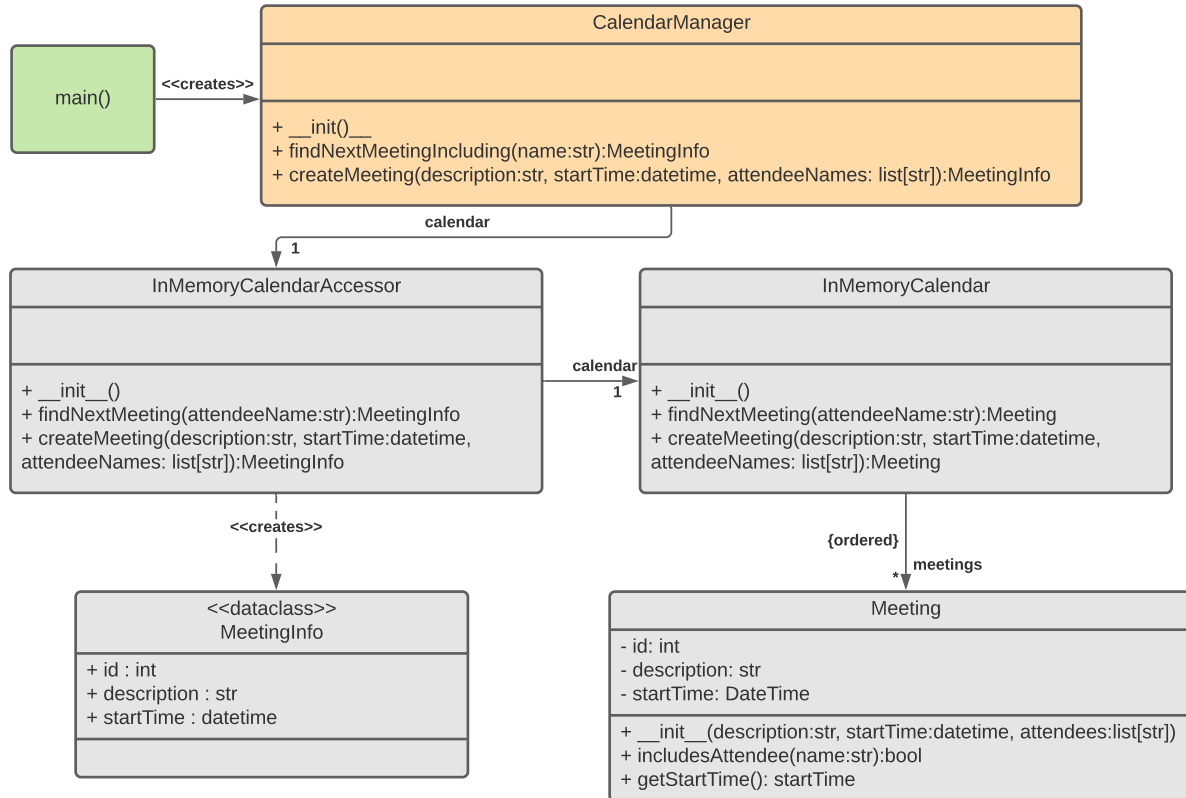 CalendarManager
main()
<<creates>>
+ __init()__
+ findNextMeetingIncluding(name:str):MeetingInfo
+ createMeeting(description:str, startTime:datetime, attendeeNames: list[str]):MeetingInfo
calendar
1
InMemoryCalendarAccessor
+ __init__()
+ findNextMeeting(attendeeName:str):MeetingInfo
+ createMeeting(description:str, startTime:datetime,
attendeeNames: list[str]):MeetingInfo
calendar
1
InMemoryCalendar
+ __init__()
+ findNextMeeting(attendeeName:str):Meeting
+ createMeeting(description:str, startTime:datetime,
attendeeNames: list[str]):Meeting
<<creates>>
{ordered}
meetings
*
<<dataclass>>
MeetingInfo
+ id : int
+ description : str
+ startTime : datetime
Meeting
- id: int
- description: str
- startTime: DateTime
+ __init__(description:str, startTime:datetime, attendees:list[str])
+ includesAttendee(name:str):bool
+ getStartTime(): startTime